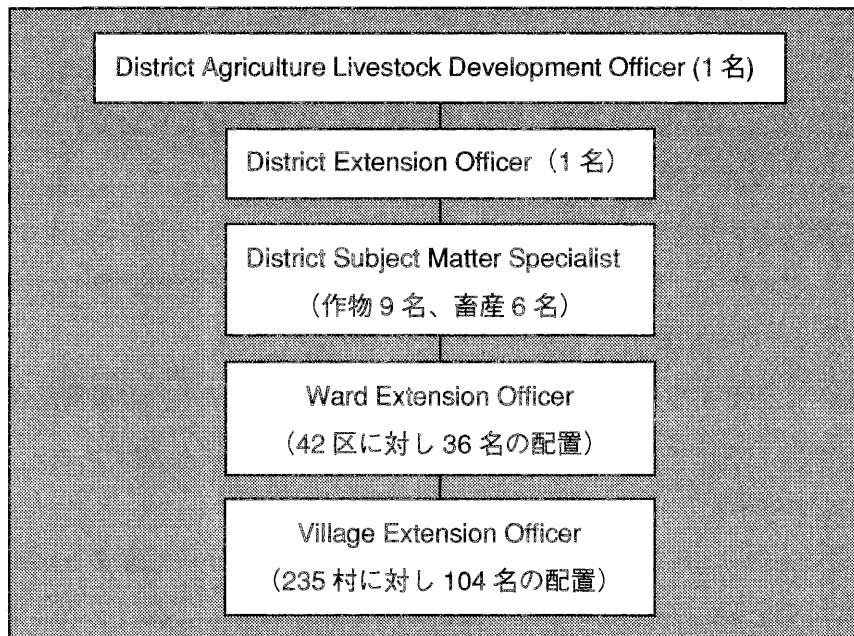 District Agriculture Livestock Development Officer (1 名)
District Extension Officer（1 名）
District Subject Matter Specialist
（作物 9 名、畜産 6 名）
Ward Extension Officer
（42 区に対し 36 名の配置）
Village Extension Officer
（235 村に対し 104 名の配置）